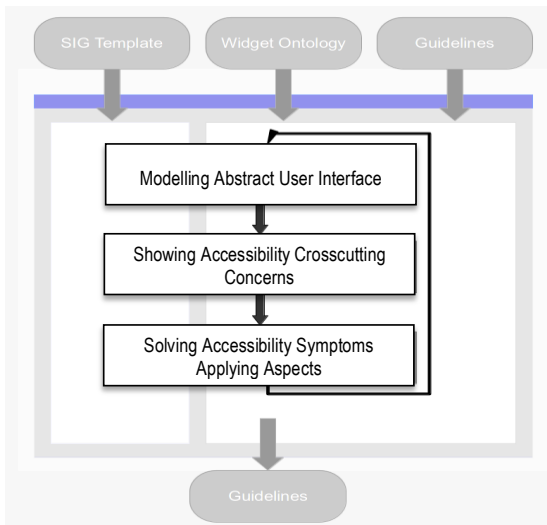 SIG Template
Widget Ontology
Guidelines
Modelling Abstract User Interface
Showing Accessibility Crosscutting
Concerns
Solving Accessibility Symptoms
Applying Aspects
Guidelines